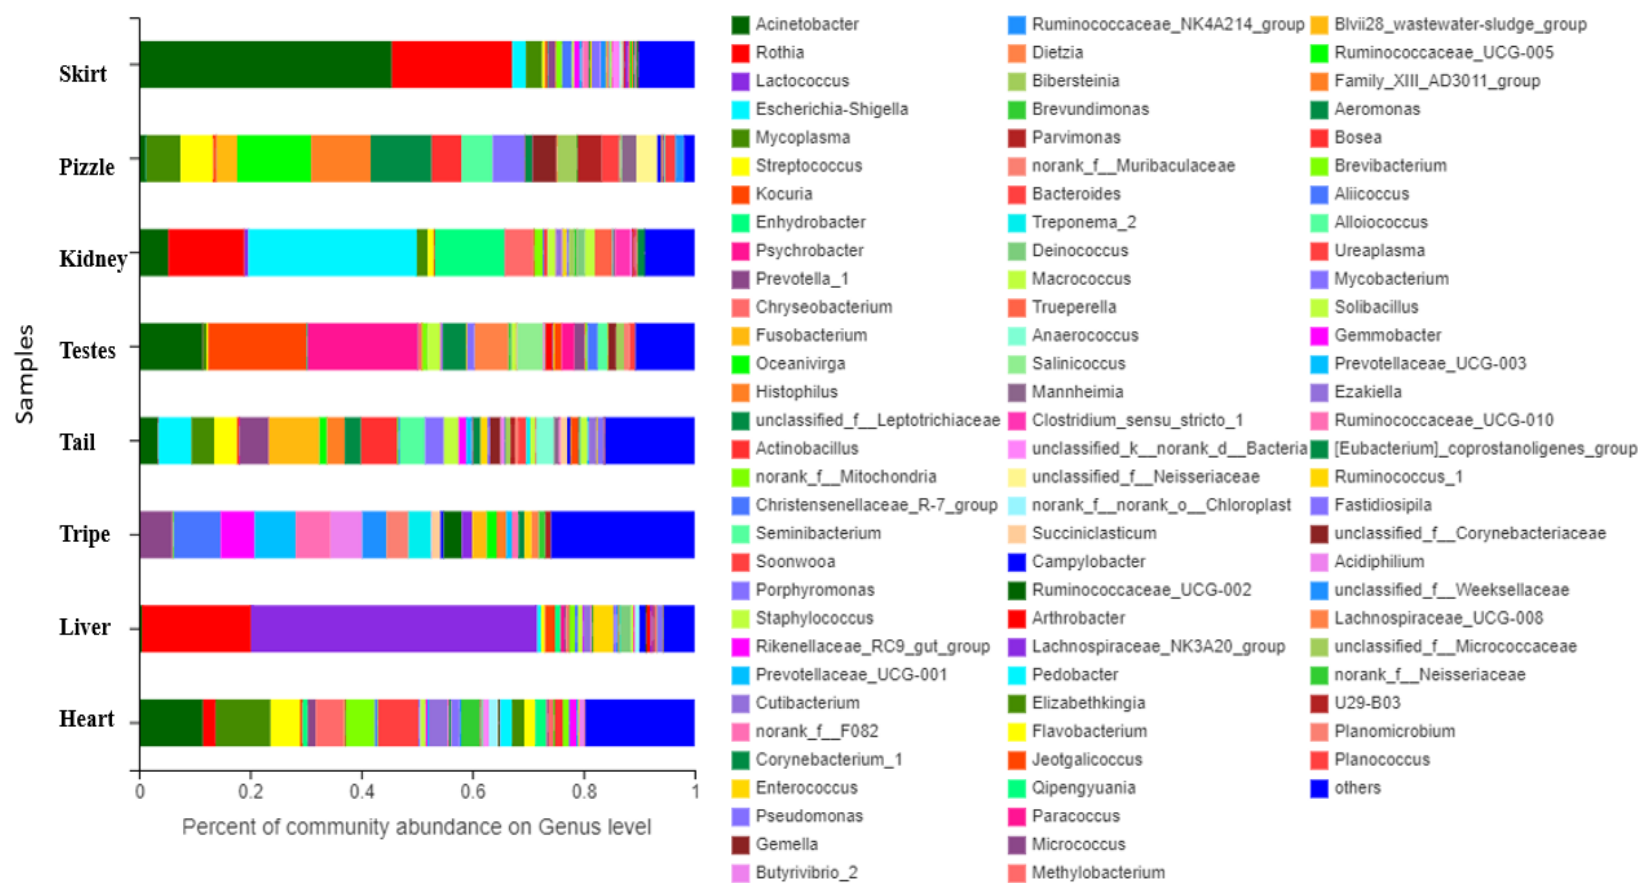 Samples
Skirt
Pizzle
Kidney
Testes
Tail
Tripe
Liver
Heart
0 0.2 0.4 0.6 0.8 1
Percent of community abundance on Genus level
Acinetobacter
Rothia
Lactococcus
Escherichia-Shigella
Mycoplasma
Streptococcus
Kocuria
Enhydrobacter
Psychrobacter
Prevotella_1
Chryseobacterium
Fusobacterium
Oceanivirga
Histophilus
unclassified_f__Leptotrichiaceae
Actinobacillus
norank_f__Mitochondria
Christensenellaceae_R-7_group
Seminibacterium
Soonwooa
Porphyromonas
Staphylococcus
Rikenellaceae_RC9_gut_group
Prevotellaceae_UCG-001
Cutibacterium
norank_f__F082
Corynebacterium_1
Enterococcus
Pseudomonas
Gemella
Butyrivibrio_2
Ruminococcaceae_NK4A214_group
Dietzia
Bibersteinia
Brevundimonas
Parvimonas
norank_f__Muribaculaceae
Bacteroides
Treponema_2
Deinococcus
Macrococcus
Trueperella
Anaerococcus
Salinicoccus
Mannheimia
Clostridium_sensu_stricto_1
unclassified_k__norank_d__Bacteria
unclassified_f__Neisseriaceae
norank_f__norank_o__Chloroplast
Succiniclasticum
Campylobacter
Ruminococcaceae_UCG-002
Arthrobacter
Lachnospiraceae_NK3A20_group
Pedobacter
Elizabethkingia
Flavobacterium
Jeotgalicoccus
Qipengyuania
Paracoccus
Micrococcus
Methylobacterium
Blvii28_wastewater-sludge_group
Ruminococcaceae_UCG-005
Family_XIII_AD3011_group
Aeromonas
Bosea
Brevibacterium
Aliicoccus
Alloiococcus
Ureaplasma
Mycobacterium
Solibacillus
Gemmobacter
Prevotellaceae_UCG-003
Ezakiella
Ruminococcaceae_UCG-010
[Eubacterium]_coprostanoligenes_group
Ruminococcus_1
Fastidiosipila
unclassified_f__Corynebacteriaceae
Acidiphilium
unclassified_f__Weeksellaceae
Lachnospiraceae_UCG-008
unclassified_f__Micrococcaceae
norank_f__Neisseriaceae
U29-B03
Planomicrobium
Planococcus
others